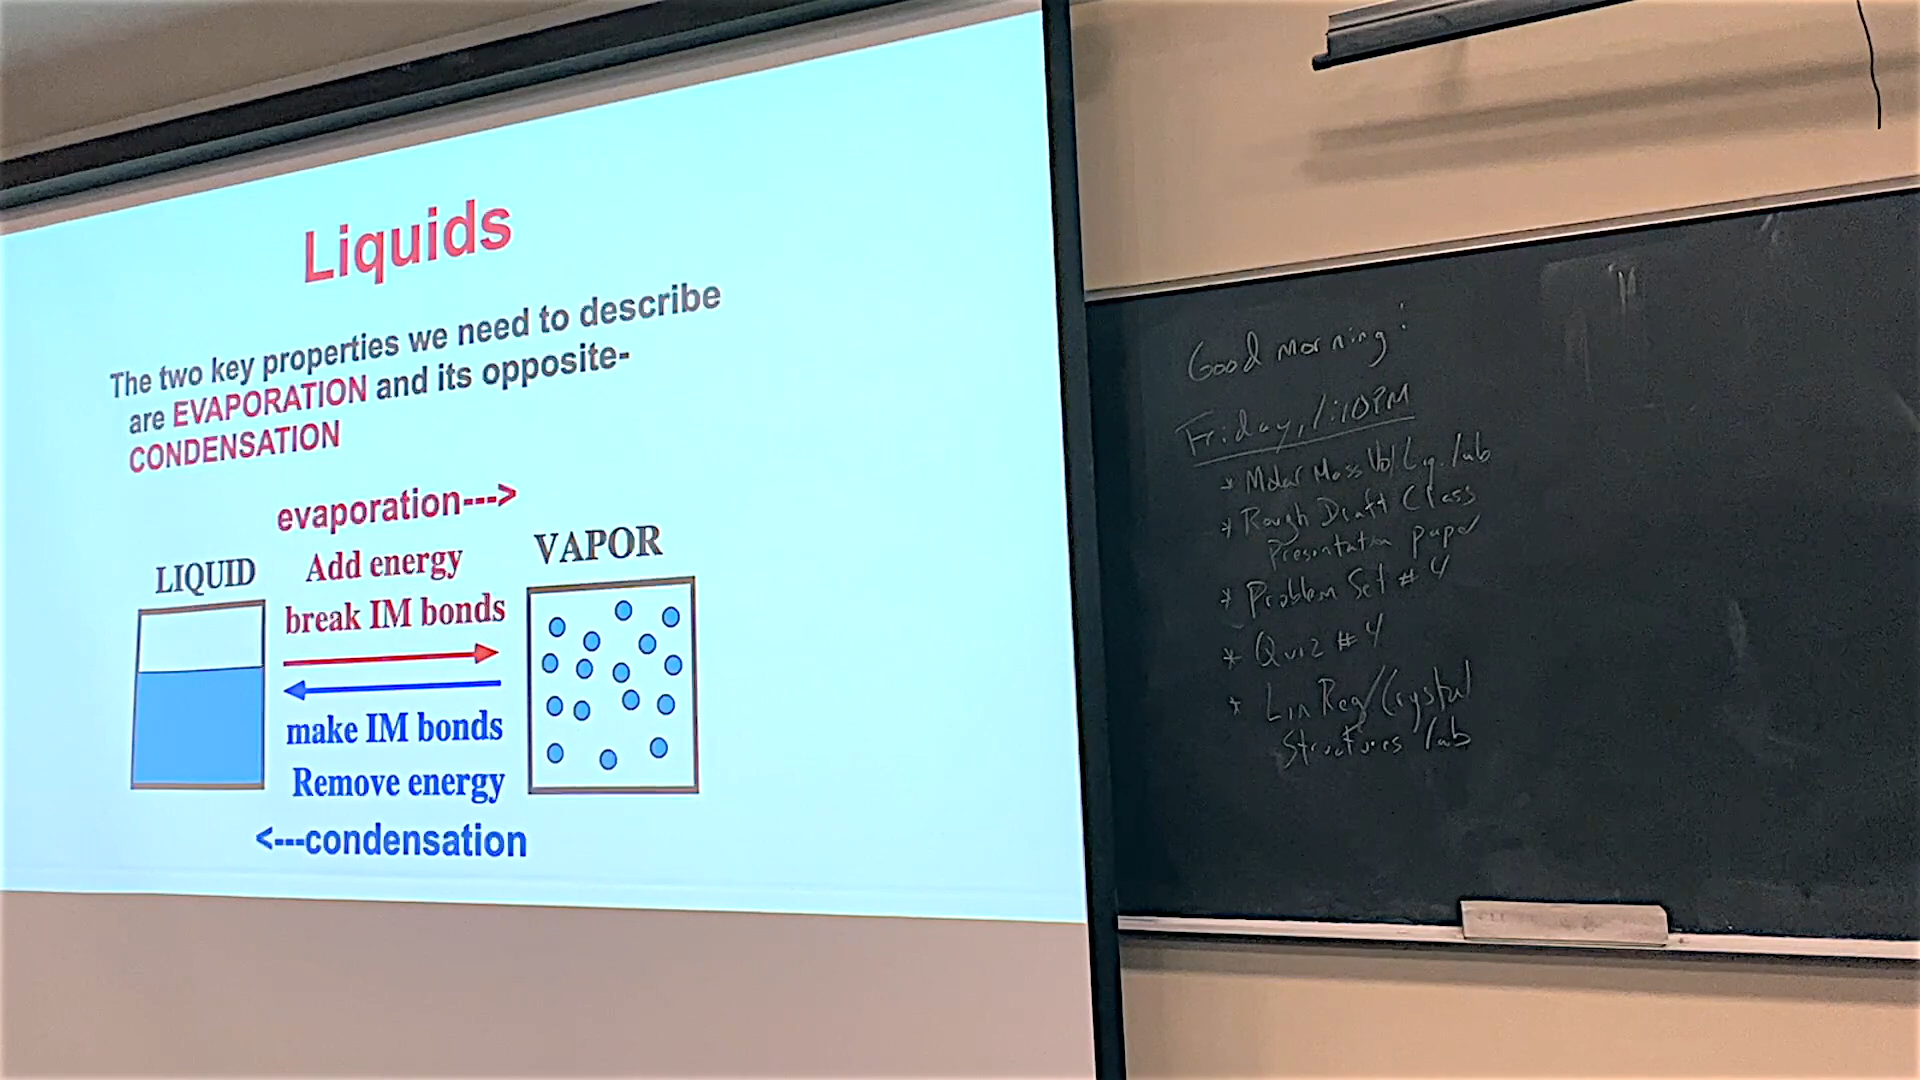 Liquids
The two key properties we need to describe
are EVAPORATION and its opposite-
CONDENSATION
evaporation--->
LIQUID
Add energy
VAPOR
break IM bonds
make IM bonds
Remove energy
<---condensation
Good morning!
Friday, 1:10PM
* Molar Mass Vol. Liq. lab
* Rough Draft Class
Presentation paper
* Problem Set #4
* Quiz #4
* Lin Reg/Crystal
Structures lab